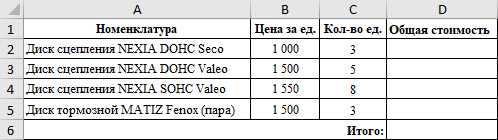 A B C D
1 Номенклатура Цена за ед. Кол-во ед. Общая стоимость
2 Диск сцепления NEXIA DOHC Seco 1 000 3
3 Диск сцепления NEXIA DOHC Valeo 1 500 5
4 Диск сцепления NEXIA SOHC Valeo 1 550 8
5 Диск тормозной MATIZ Fenox (пара) 1 500 3
6 Итого: